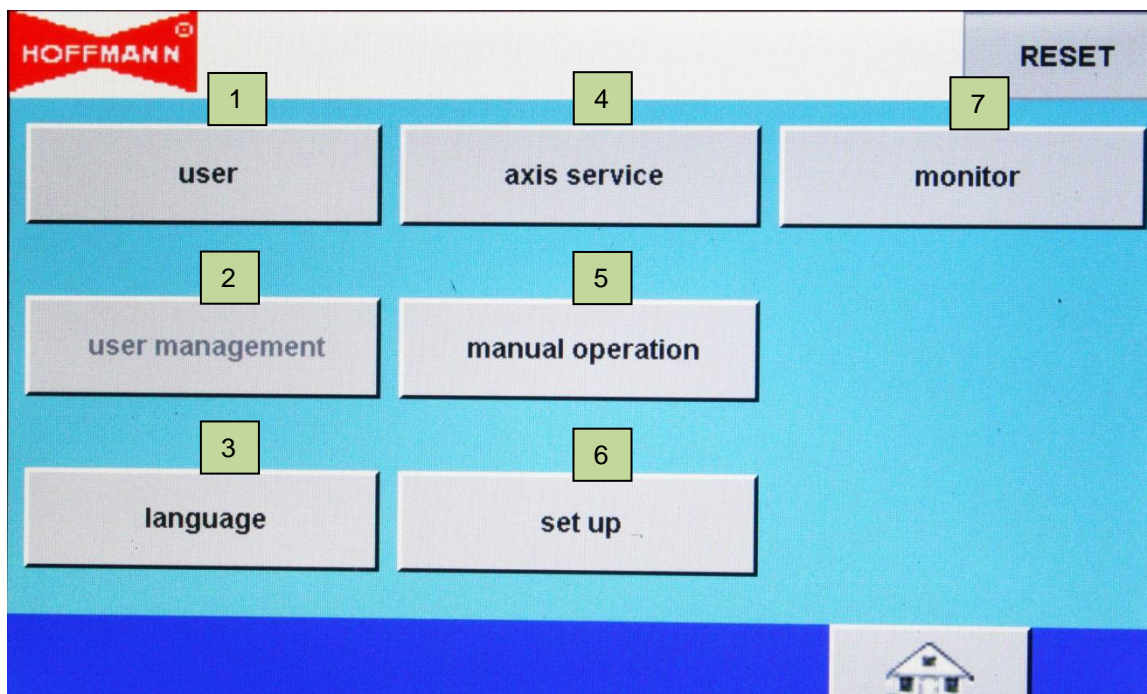 HOFFMANN ®
RESET
1
user
4
axis service
7
monitor
2
user management
5
manual operation
3
language
6
set up